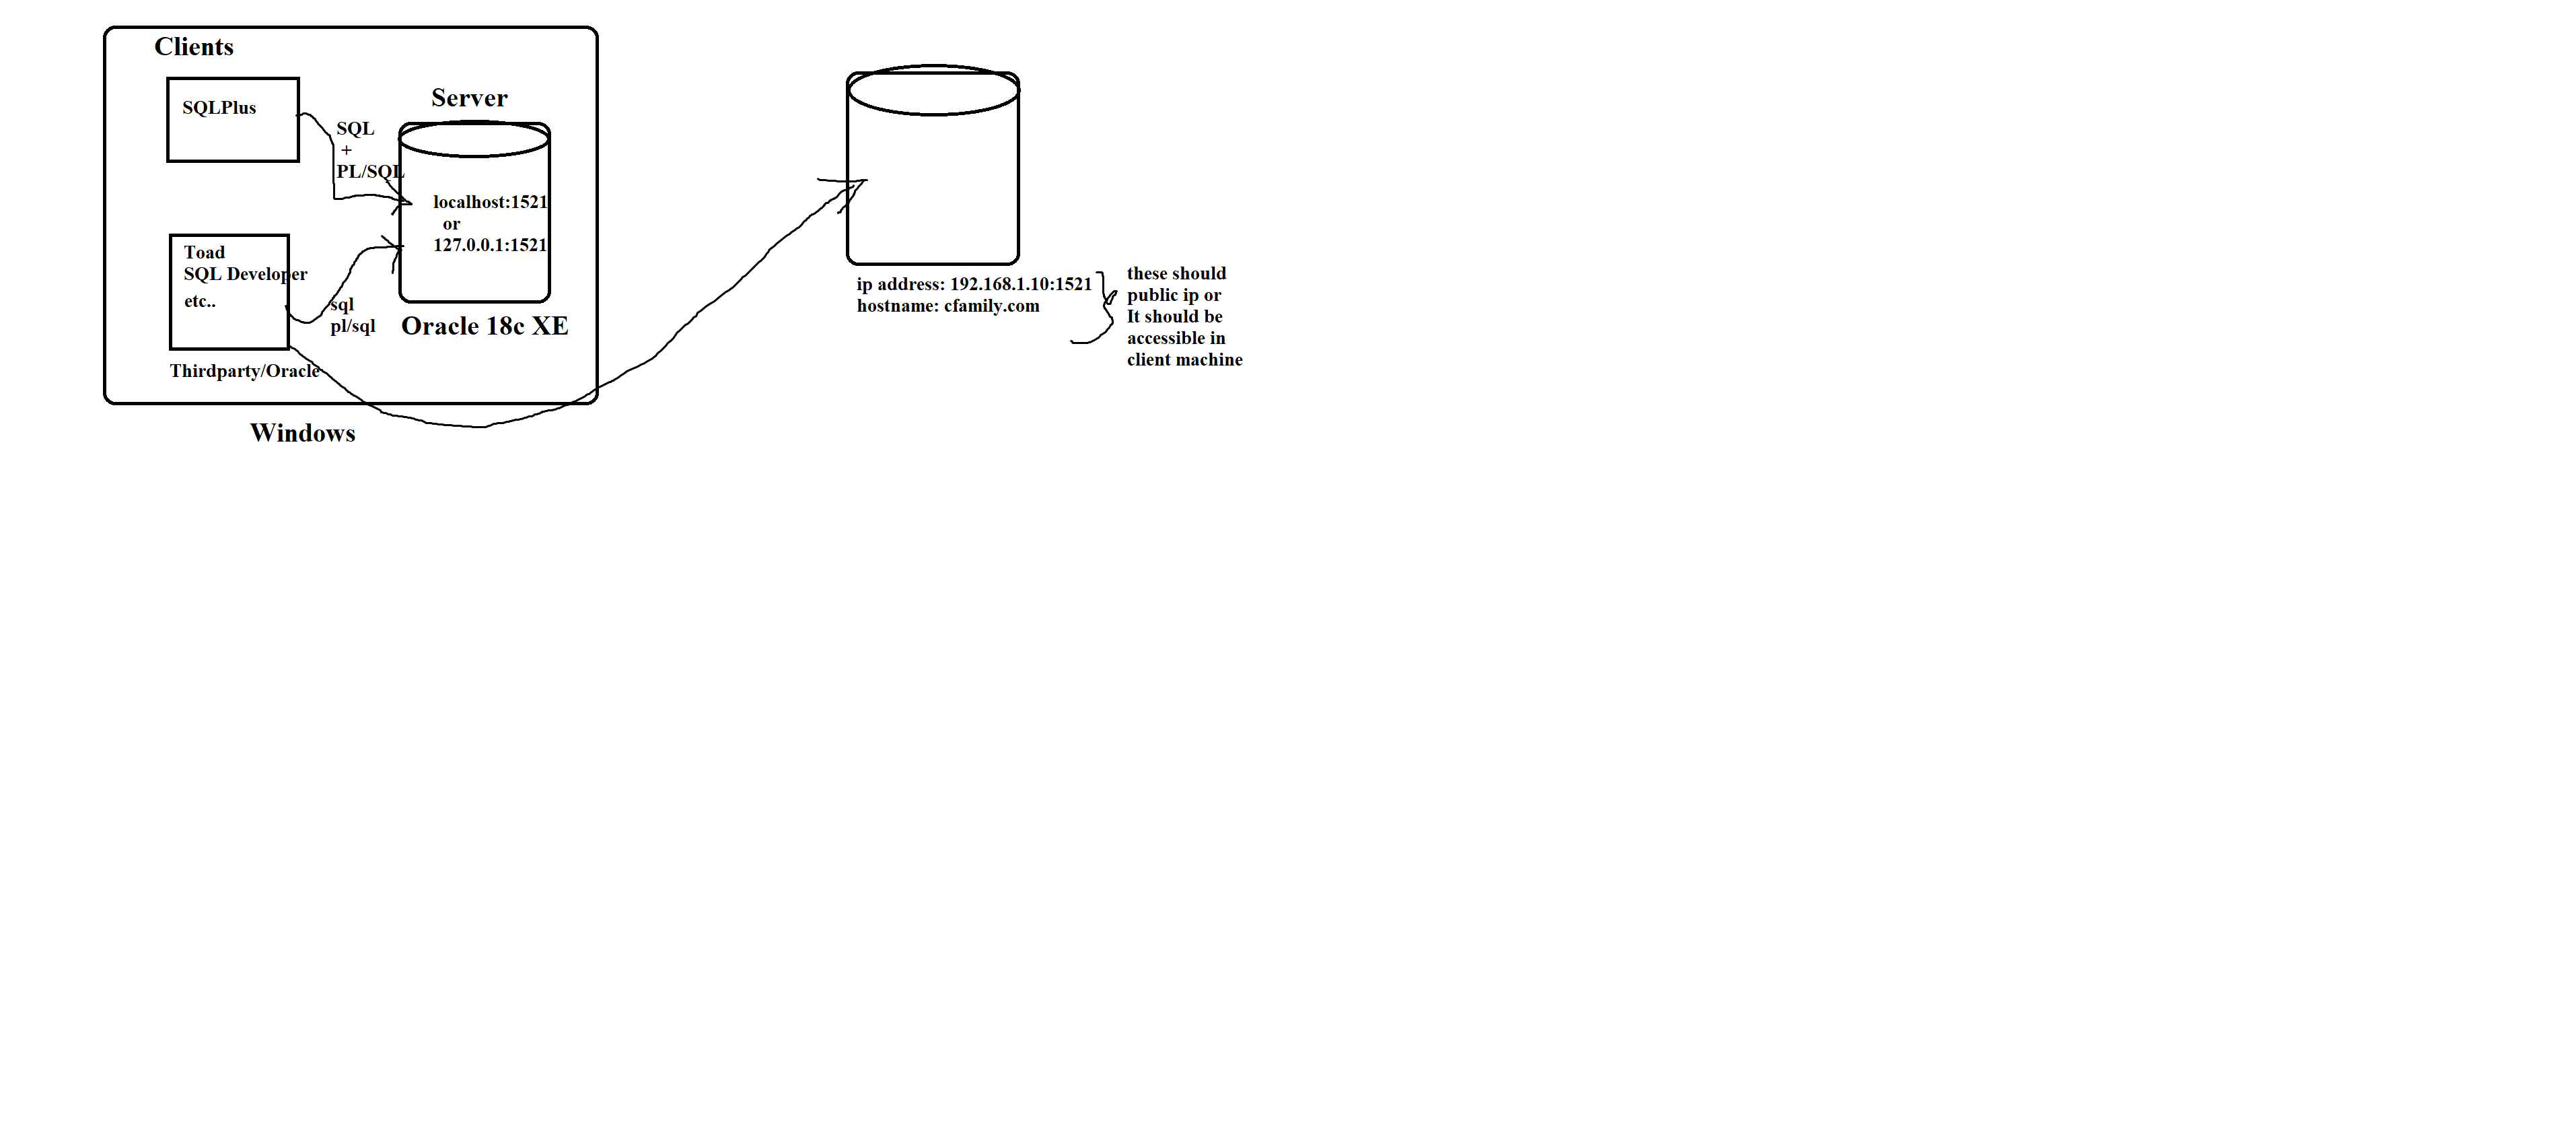 Clients
SQLPlus
SQL
+
PL/SQL
Server
localhost:1521
or
127.0.0.1:1521
Oracle 18c XE
Toad
SQL Developer
etc..
sql
pl/sql
Thirdparty/Oracle
Windows
ip address: 192.168.1.10:1521
hostname: cfamily.com
these should
public ip or
It should be
accessible in
client machine